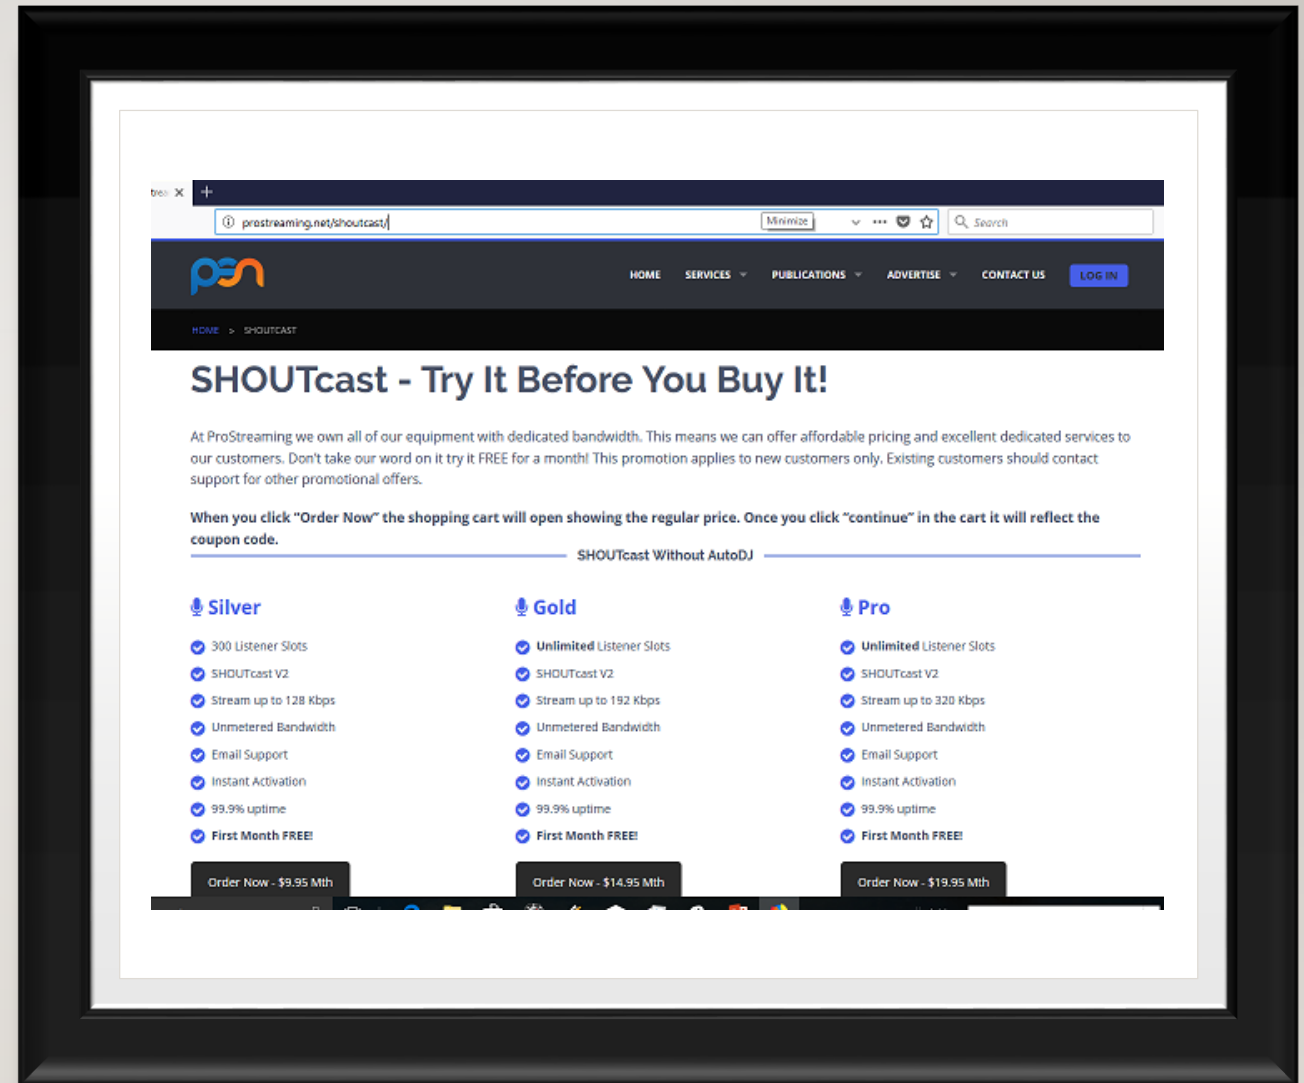 prostreaming.net/shoutcast/
Minimize
Search
psn
HOME SERVICES PUBLICATIONS ADVERTISE CONTACT US LOG IN
HOME > SHOUTCAST
SHOUTcast - Try It Before You Buy It!
At ProStreaming we own all of our equipment with dedicated bandwidth. This means we can offer affordable pricing and excellent dedicated services to
our customers. Don't take our word on it try it FREE for a month! This promotion applies to new customers only. Existing customers should contact
support for other promotional offers.
When you click “Order Now” the shopping cart will open showing the regular price. Once you click “continue” in the cart it will reflect the
coupon code.
SHOUTcast Without AutoDJ
Silver
300 Listener Slots
SHOUTcast V2
Stream up to 128 Kbps
Unmetered Bandwidth
Email Support
Instant Activation
99.9% uptime
First Month FREE!
Order Now - $9.95 Mth
Gold
Unlimited Listener Slots
SHOUTcast V2
Stream up to 192 Kbps
Unmetered Bandwidth
Email Support
Instant Activation
99.9% uptime
First Month FREE!
Order Now - $14.95 Mth
Pro
Unlimited Listener Slots
SHOUTcast V2
Stream up to 320 Kbps
Unmetered Bandwidth
Email Support
Instant Activation
99.9% uptime
First Month FREE!
Order Now - $19.95 Mth